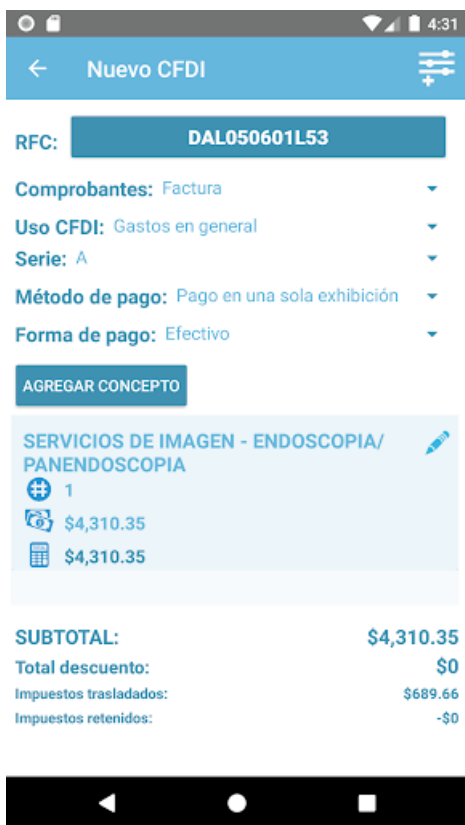 4:31
Nuevo CFDI
RFC: DAL050601L53
Comprobantes: Factura
Uso CFDI: Gastos en general
Serie: A
Método de pago: Pago en una sola exhibición
Forma de pago: Efectivo
AGREGAR CONCEPTO
SERVICIOS DE IMAGEN - ENDOSCOPIA/
PANENDOSCOPIA
1
$4,310.35
$4,310.35
SUBTOTAL: $4,310.35
Total descuento: $0
Impuestos trasladados: $689.66
Impuestos retenidos: -$0